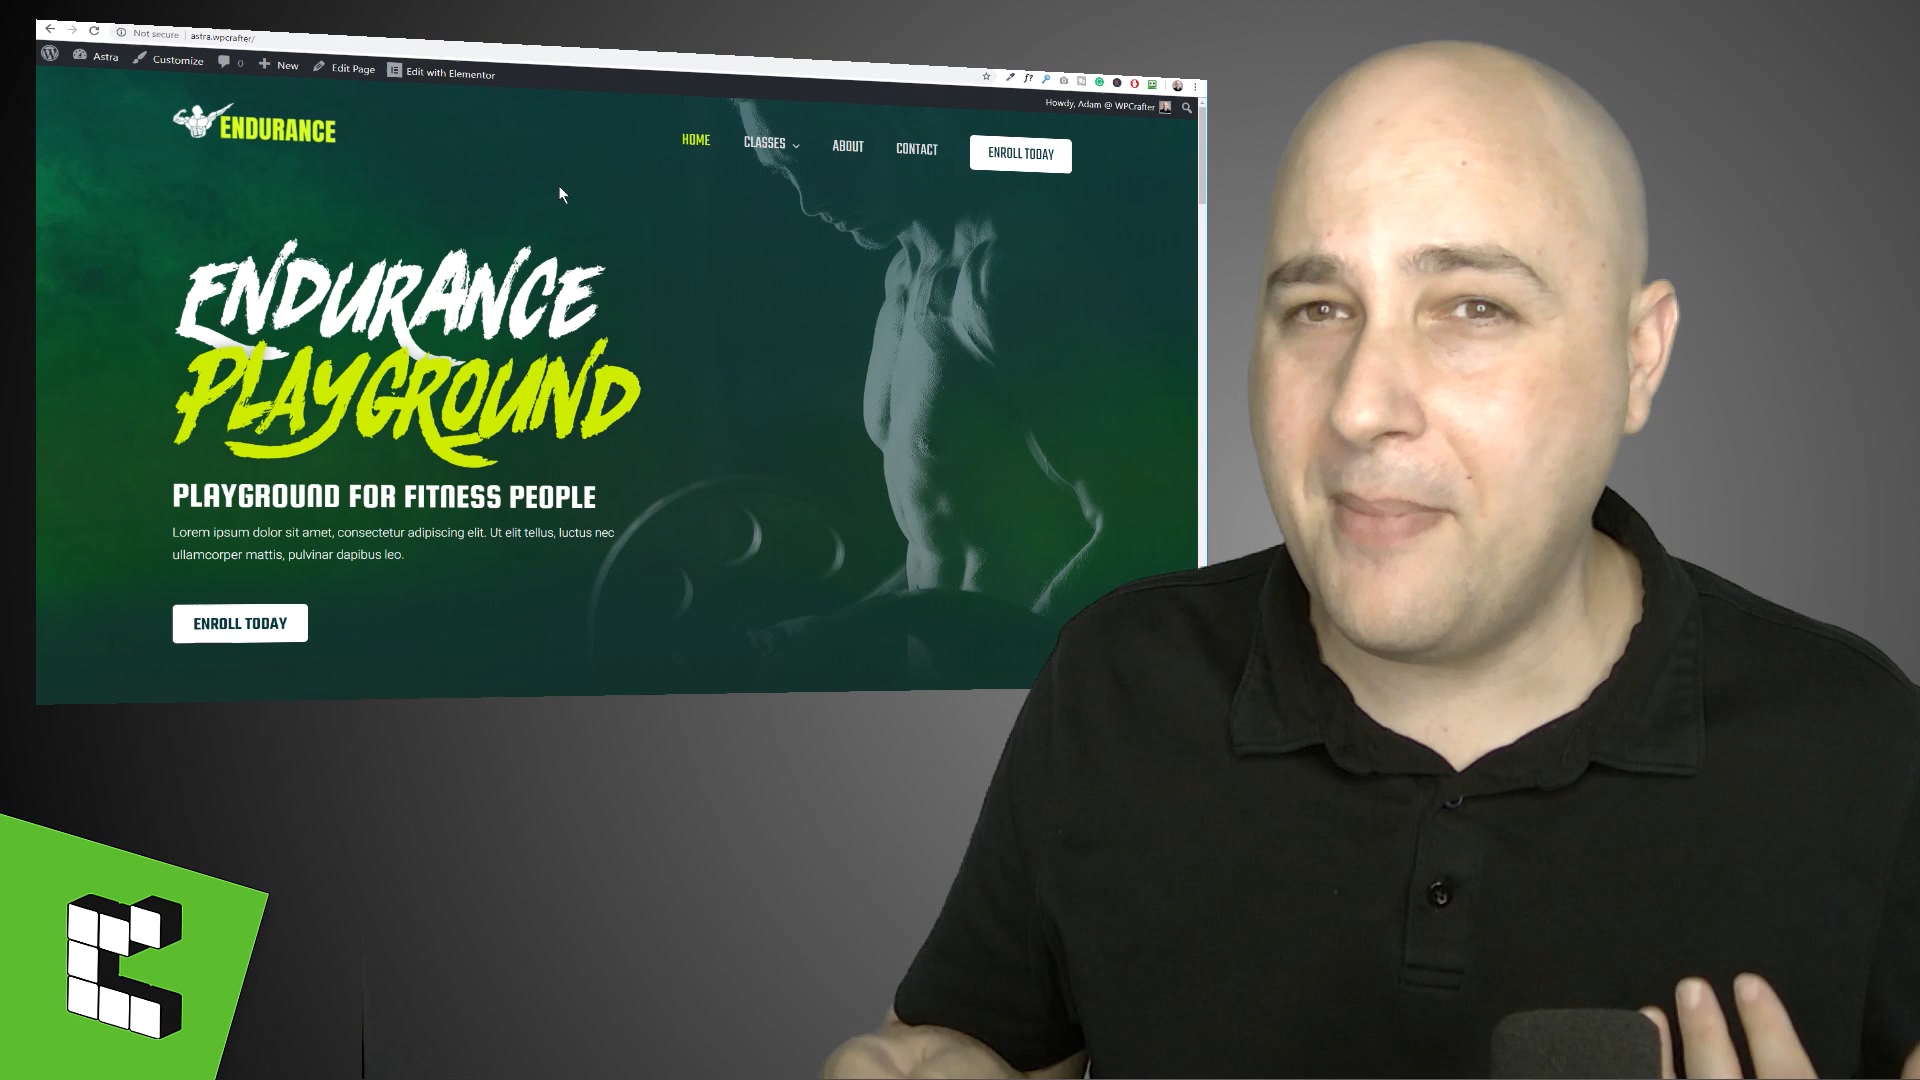 Not secure | astra.wpcrafter/
Astra Customize 0 New Edit Page Edit with Elementor
f?
Howdy, Adam @ WPCrafter
ENDURANCE
HOME CLASSES ABOUT CONTACT ENROLL TODAY
ENDURANCE
PLAYGROUND
PLAYGROUND FOR FITNESS PEOPLE
Lorem ipsum dolor sit amet, consectetur adipiscing elit. Ut elit tellus, luctus nec
ullamcorper mattis, pulvinar dapibus leo.
ENROLL TODAY